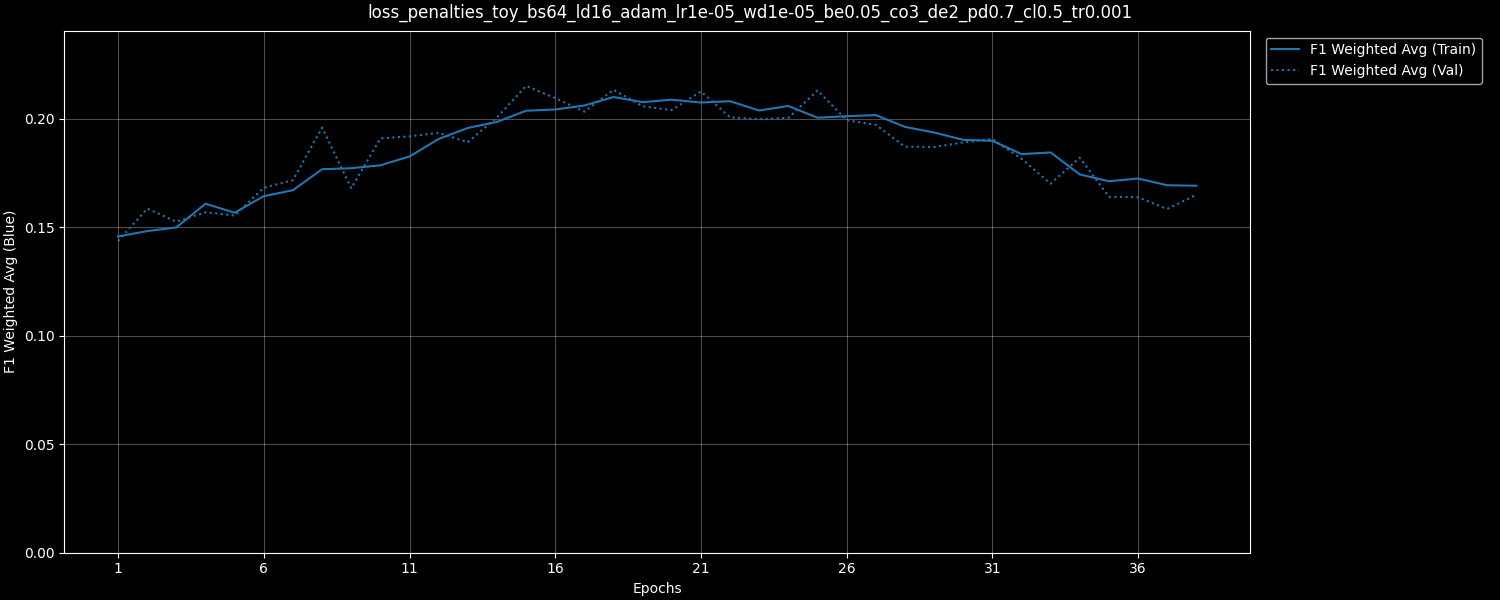 loss_penalties_toy_bs64_ld16_adam_lr1e-05_wd1e-05_be0.05_co3_de2_pd0.7_cl0.5_tr0.001
F1 Weighted Avg (Train)
F1 Weighted Avg (Val)
F1 Weighted Avg (Blue)
0.20
0.15
0.10
0.05
0.00
1 6 11 16 21 26 31 36
Epochs